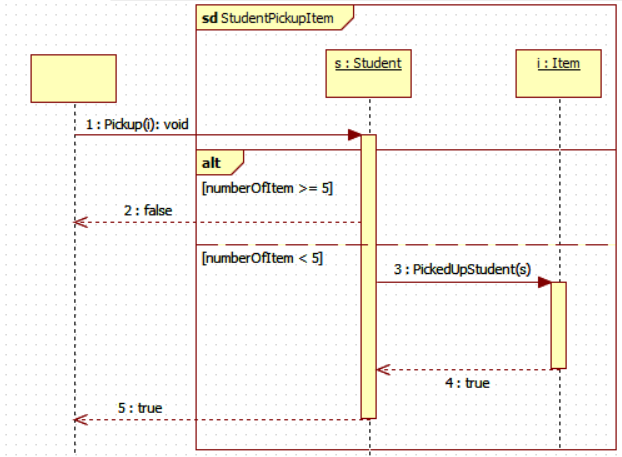 sd StudentPickupItem
s : Student
i : Item
1 : Pickup(i): void
alt
[numberOfItem >= 5]
2 : false
[numberOfItem < 5]
3 : PickedUpStudent(s)
4 : true
5 : true